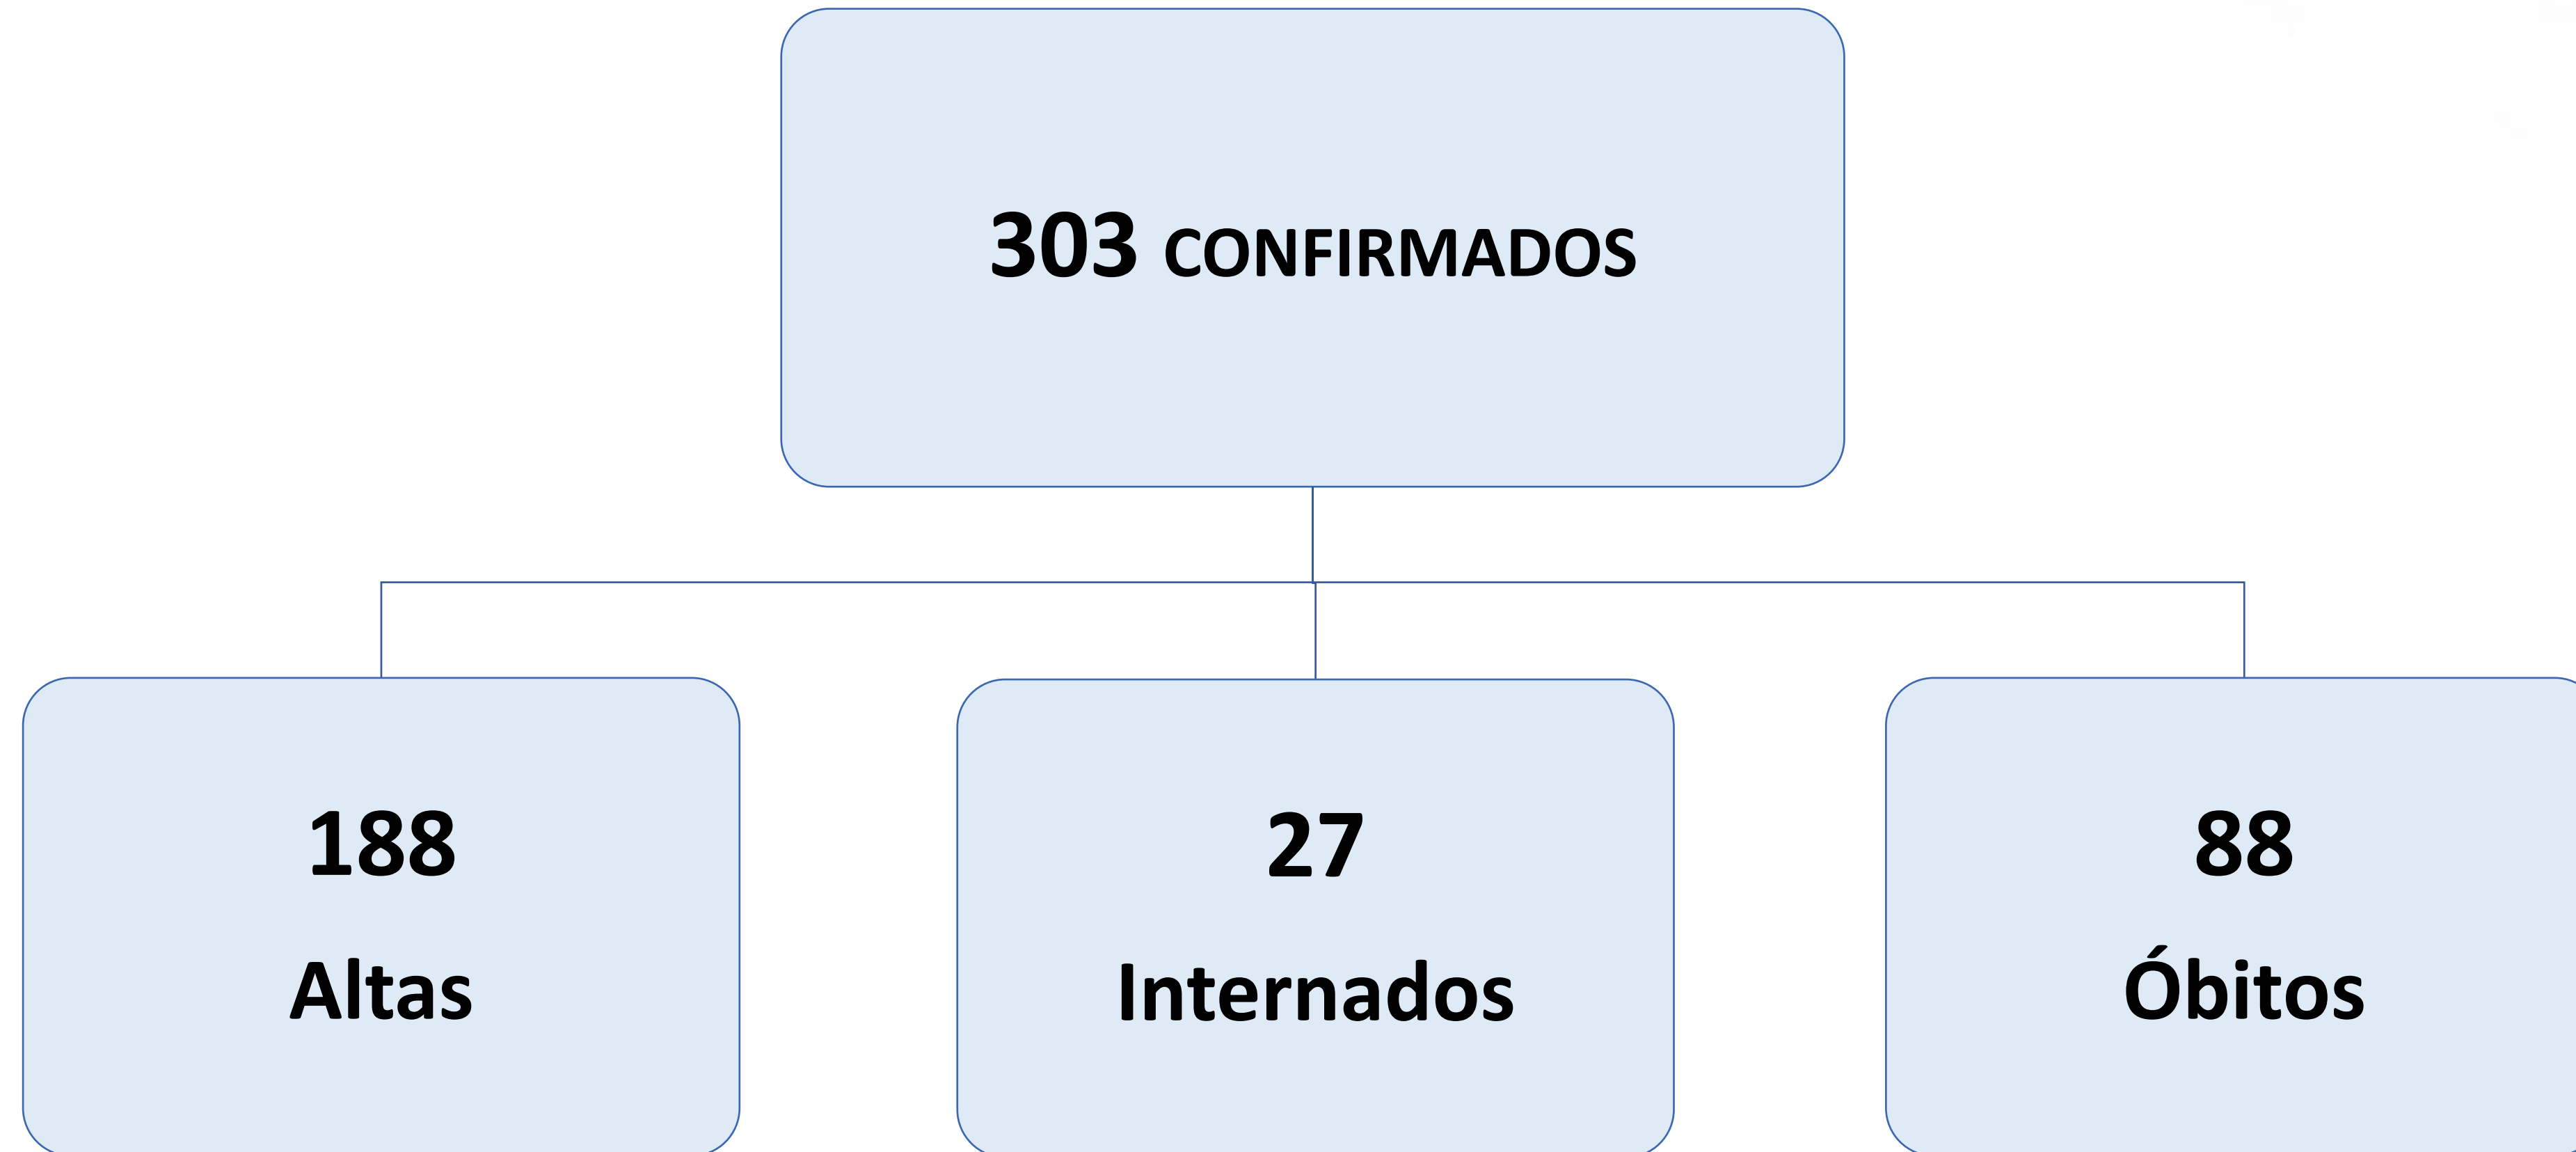 303 CONFIRMADOS
188
Altas
27
Internados
88
Óbitos